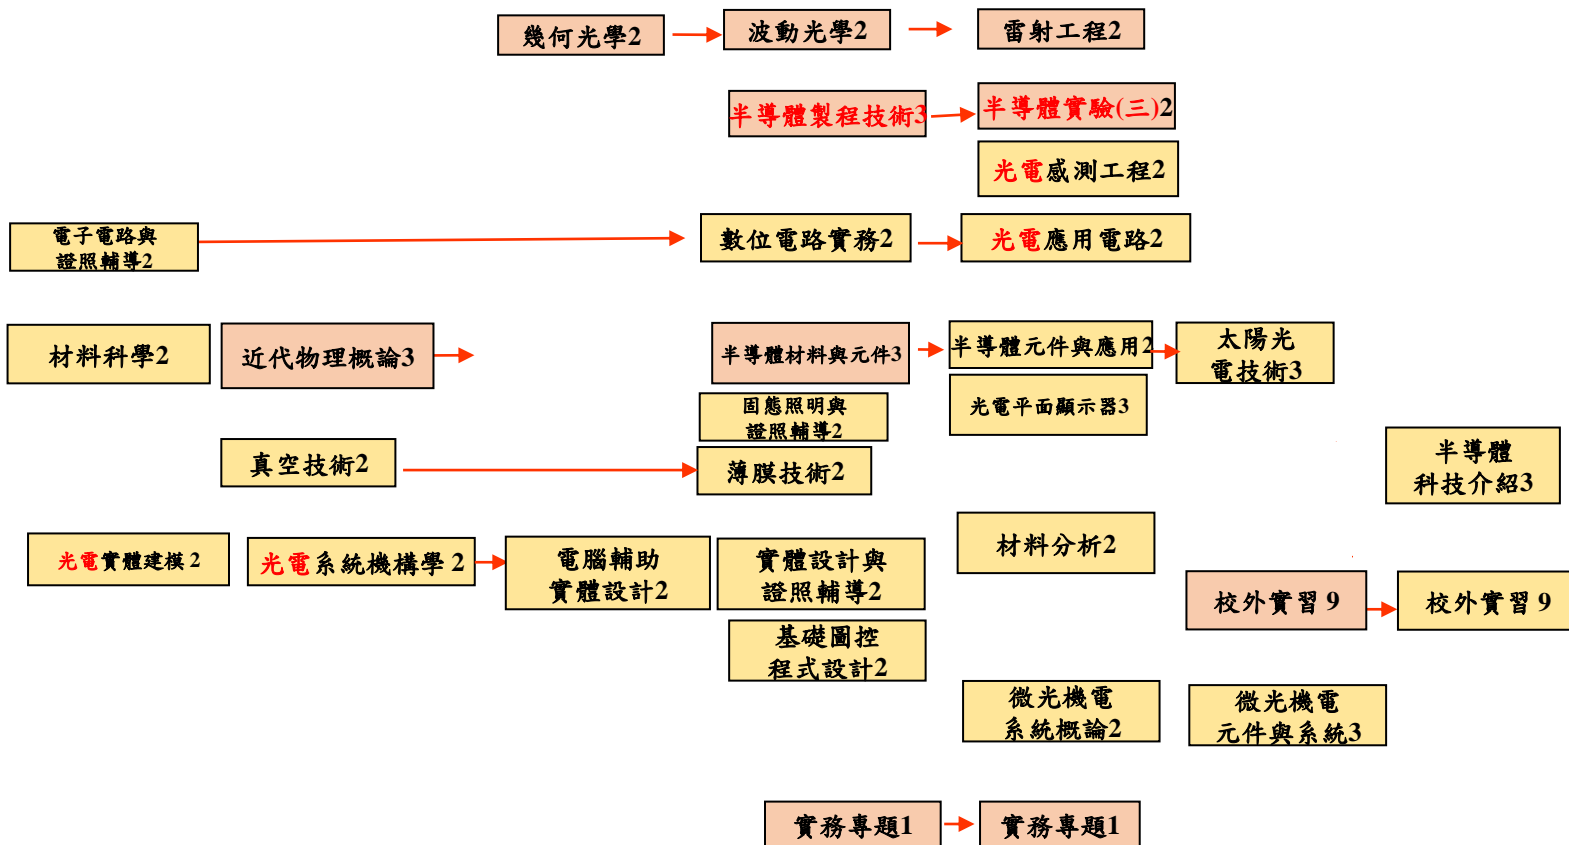 幾何光學2
波動光學2
雷射工程2
半導體製程技術3
半導體實驗(三)2
光電感測工程2
電子電路與
證照輔導2
數位電路實務2
光電應用電路2
材料科學2
近代物理概論3
半導體材料與元件3
半導體元件與應用2
太陽光
電技術3
固態照明與
證照輔導2
光電平面顯示器3
真空技術2
薄膜技術2
半導體
科技介紹3
光電實體建模 2
光電系統機構學 2
電腦輔助
實體設計2
實體設計與
證照輔導2
材料分析2
校外實習 9
校外實習 9
基礎圖控
程式設計2
微光機電
系統概論2
微光機電
元件與系統3
實務專題1
實務專題1